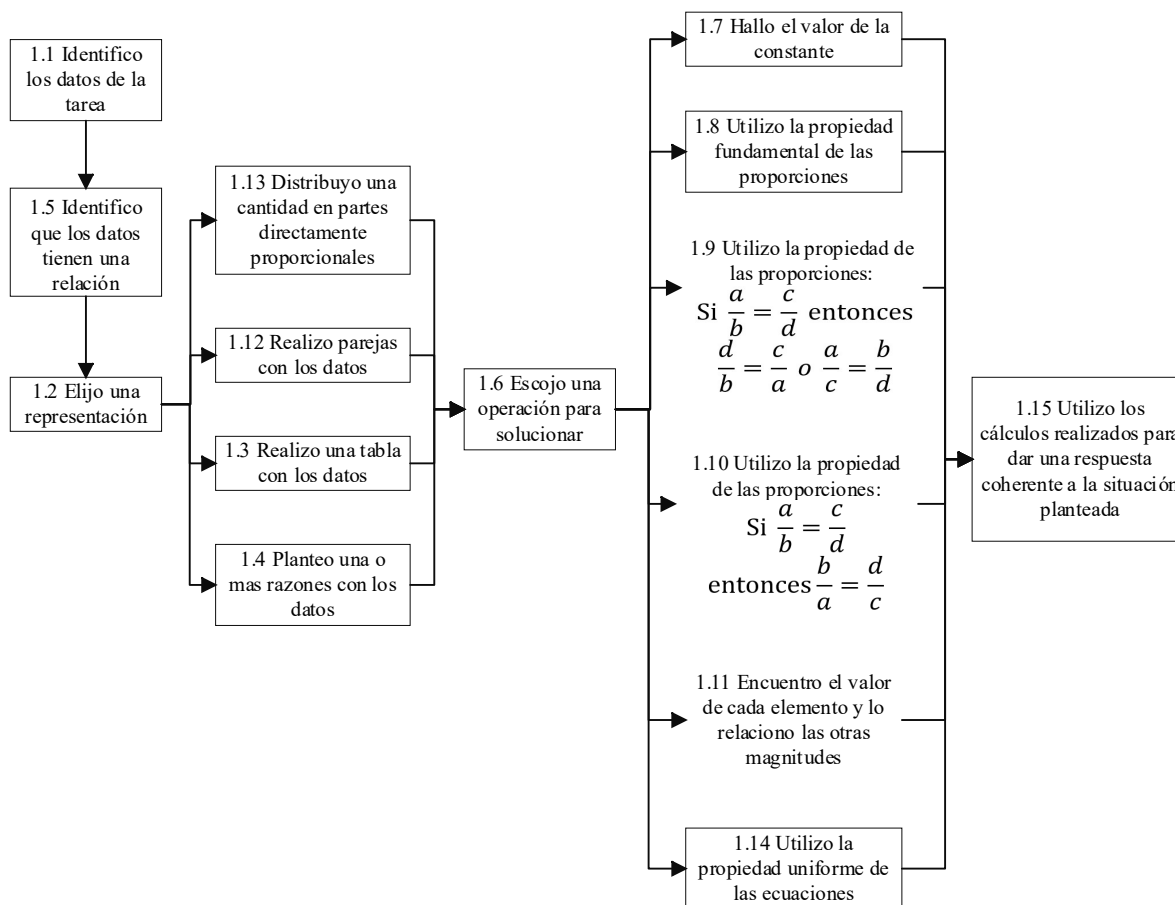 1.1 Identifico
los datos de la
tarea
1.5 Identifico
que los datos
tienen una
relación
1.2 Elijo una
representación
1.13 Distribuyo una
cantidad en partes
directamente
proporcionales
1.12 Realizo parejas
con los datos
1.3 Realizo una tabla
con los datos
1.4 Planteo una o
mas razones con los
datos
1.6 Escojo una
operación para
solucionar
1.7 Hallo el valor de la
constante
1.8 Utilizo la propiedad
fundamental de las
proporciones
1.9 Utilizo la propiedad de
las proporciones:
Si a/b = c/d entonces
d/b = c/a o a/c = b/d
1.10 Utilizo la propiedad
de las proporciones:
Si a/b = c/d
entonces b/a = d/c
1.11 Encuentro el valor
de cada elemento y lo
relaciono las otras
magnitudes
1.14 Utilizo la
propiedad uniforme de
las ecuaciones
1.15 Utilizo los
cálculos realizados para
dar una respuesta
coherente a la situación
planteada